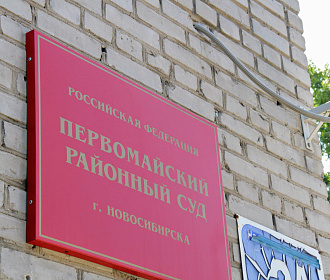 РОССИЙСКАЯ ФЕДЕРАЦИЯ
ПЕРВОМАЙСКИЙ
РАЙОННЫЙ СУД
г. НОВОСИБИРСКА